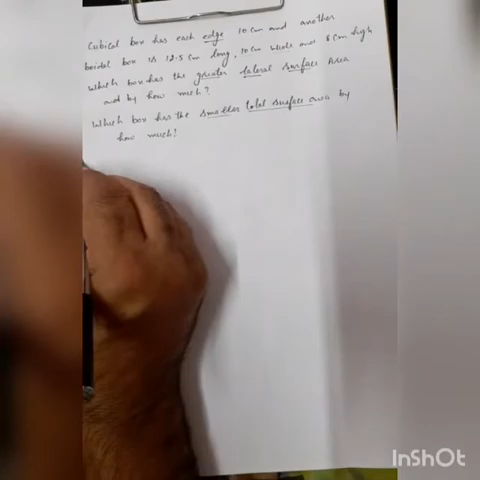 Cubical box has each edge 10 cm and another
boidal box is 12.5 cm long, 10 cm wide and 8 cm high
which box has the greater lateral surface Area
and by how much?
Which box has the smaller total surface area by
how much!
InShOt